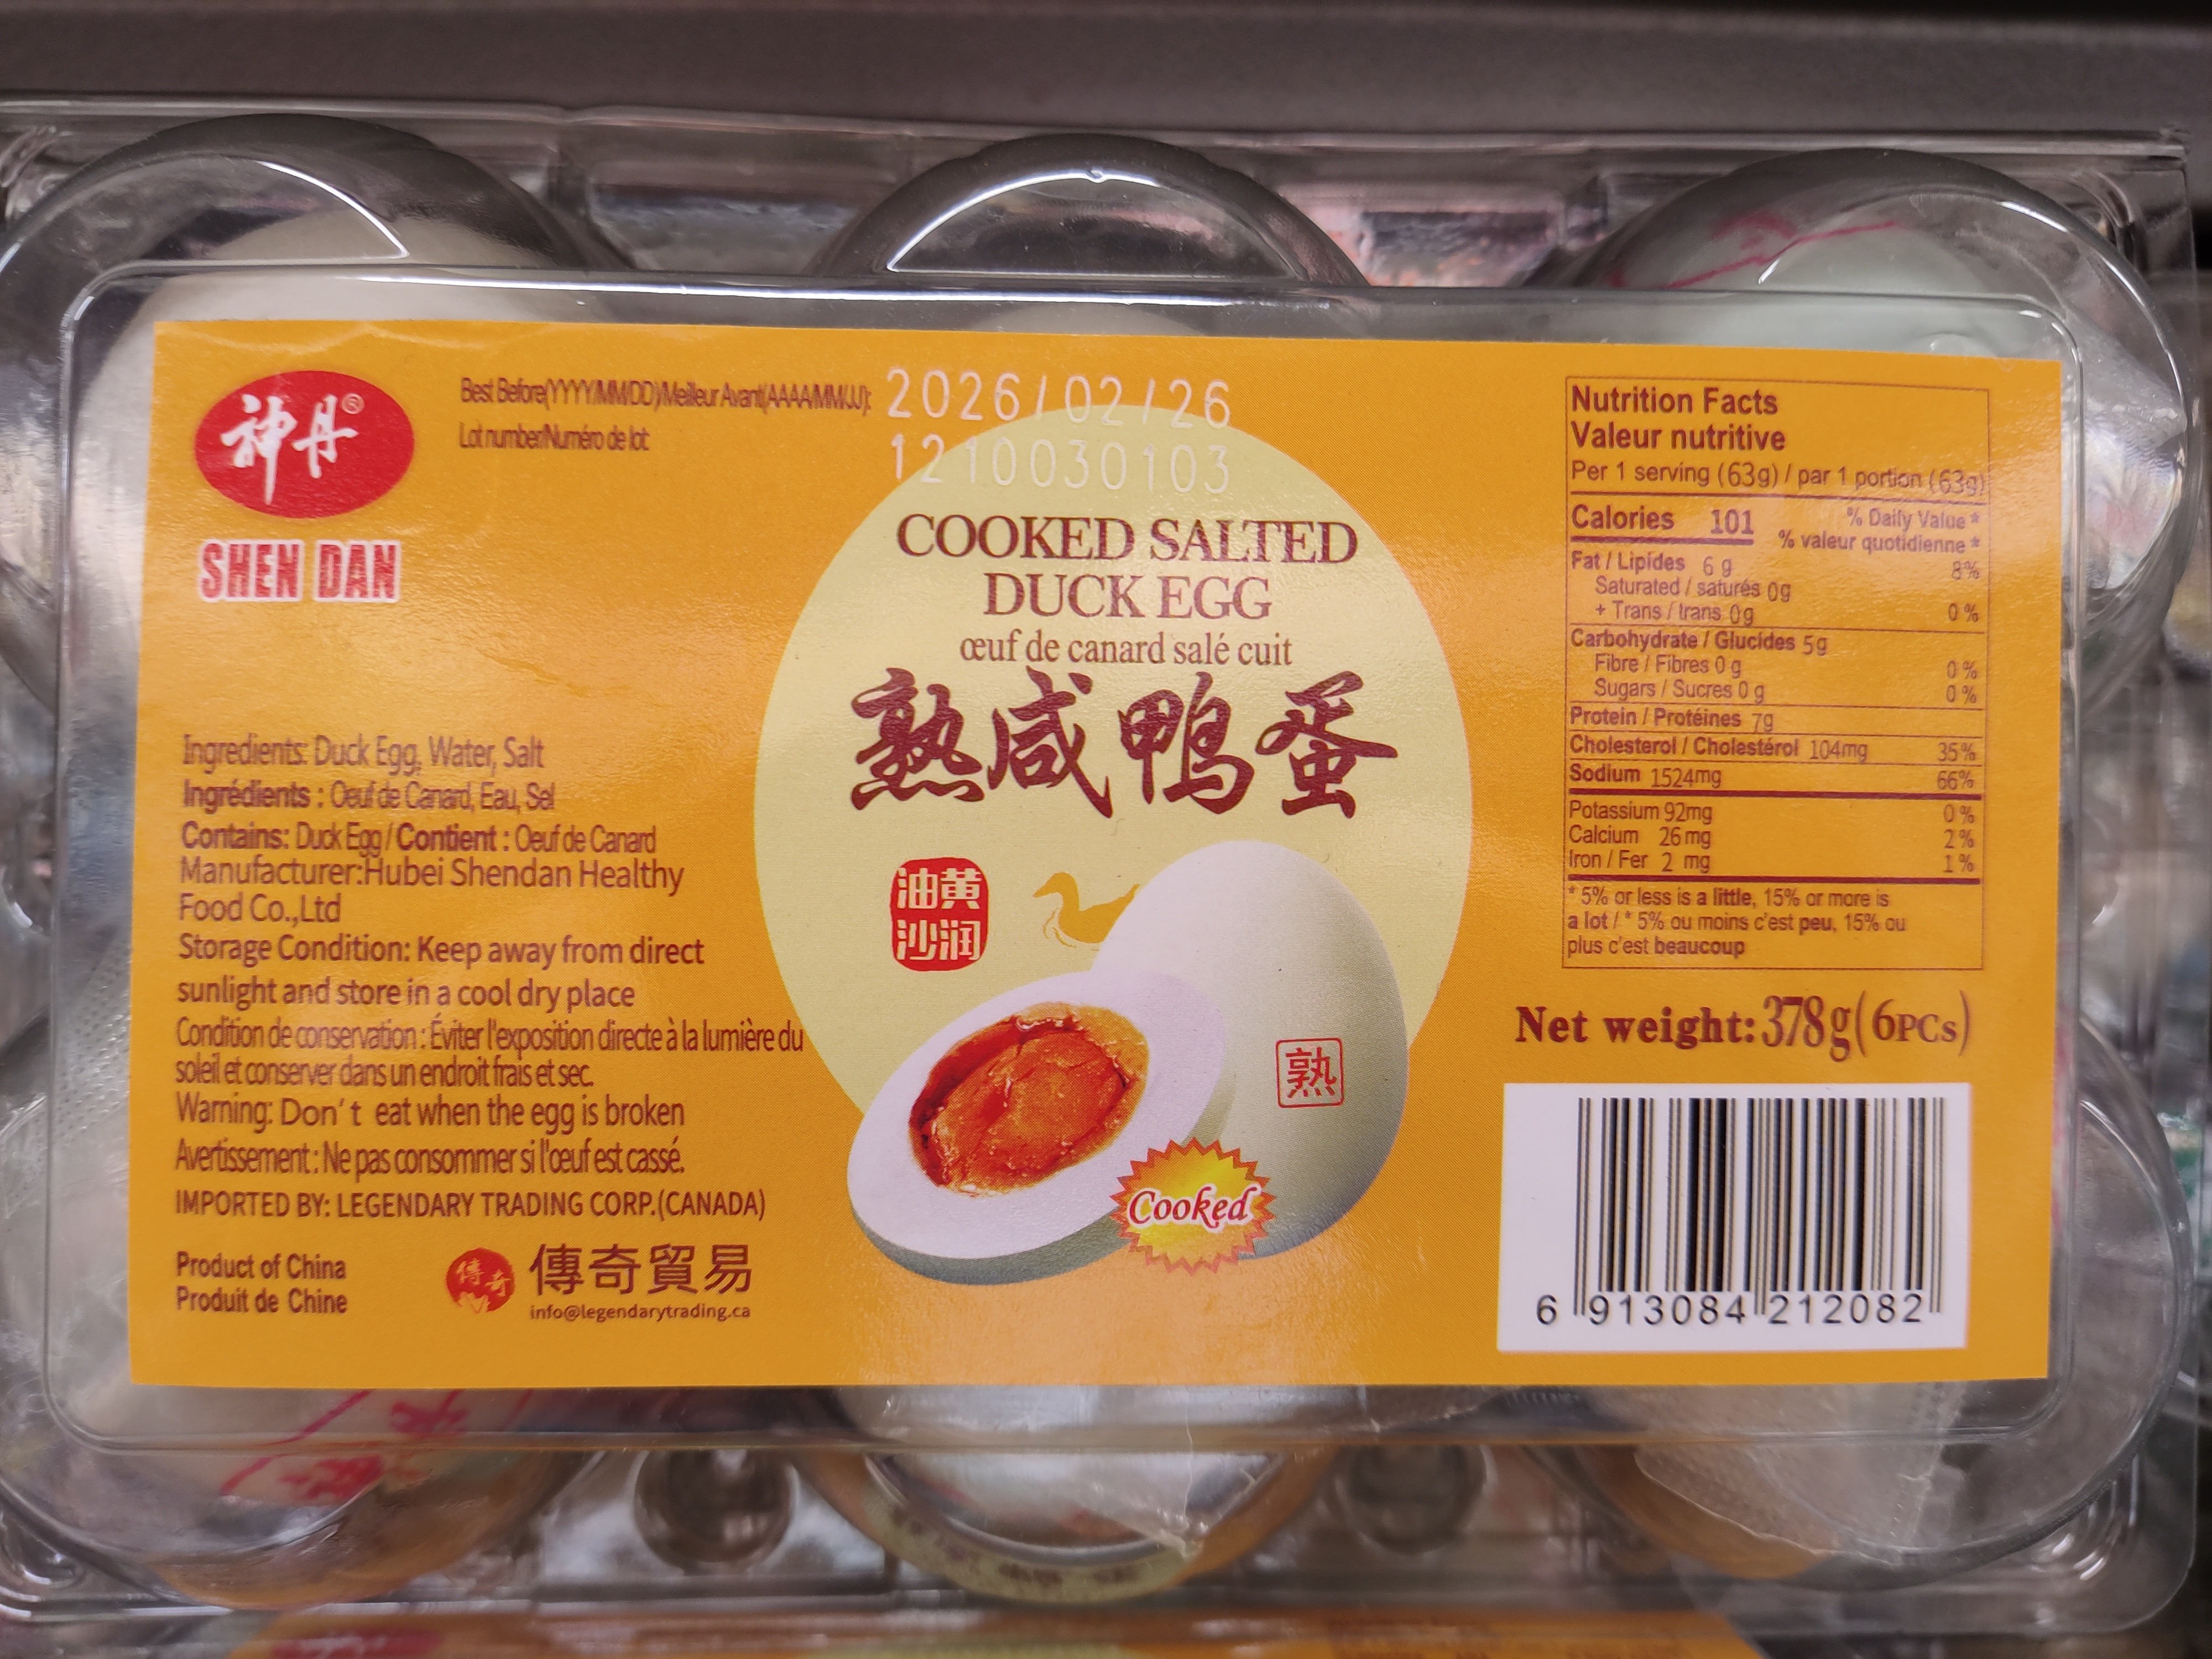 神丹®
SHEN DAN
Best Before(YYYY/MM/DD)/Meilleur Avant(AAAA/MM/JJ): 2026/02/26
Lot number/Numéro de lot: 1210030103
COOKED SALTED
DUCK EGG
œuf de canard salé cuit
熟咸鸭蛋
黄油
润沙
熟
Cooked
Ingredients: Duck Egg, Water, Salt
Ingrédients : Oeuf de Canard, Eau, Sel
Contains: Duck Egg / Contient : Oeuf de Canard
Manufacturer:Hubei Shendan Healthy
Food Co.,Ltd
Storage Condition: Keep away from direct
sunlight and store in a cool dry place
Condition de conservation : Éviter l'exposition directe à la lumière du
soleil et conserver dans un endroit frais et sec.
Warning: Don't eat when the egg is broken
Avertissement : Ne pas consommer si l'œuf est cassé.
IMPORTED BY: LEGENDARY TRADING CORP.(CANADA)
Product of China
Produit de Chine
傳奇
傳奇貿易
info@legendarytrading.ca
Nutrition Facts
Valeur nutritive
Per 1 serving (63g) / par 1 portion (63g)
Calories 101
% Daily Value *
% valeur quotidienne *
Fat / Lipides 6 g 8%
Saturated / saturés 0g
+ Trans / trans 0g 0 %
Carbohydrate / Glucides 5g
Fibre / Fibres 0 g 0 %
Sugars / Sucres 0 g 0 %
Protein / Protéines 7g
Cholesterol / Cholestérol 104mg 35%
Sodium 1524mg 66%
Potassium 92mg 0 %
Calcium 26 mg 2 %
Iron / Fer 2 mg 1 %
* 5% or less is a little, 15% or more is
a lot / * 5% ou moins c'est peu, 15% ou
plus c'est beaucoup
Net weight: 378g(6PCs)
6 913084 212082